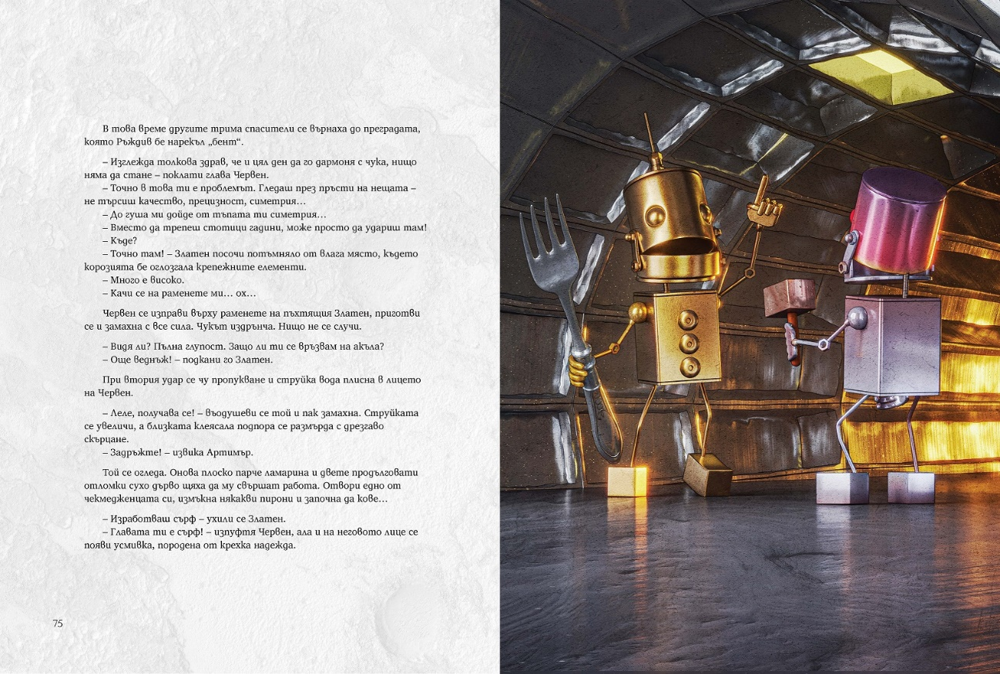 В това време другите трима спасители се върнаха до преградата,
която Ръждив бе нарекъл „бент“.
– Изглежда толкова здрав, че и цял ден да го дармоня с чука, нищо
няма да стане – поклати глава Червен.
– Точно в това ти е проблемът. Гледаш през пръсти на нещата –
не търсиш качество, прецизност, симетрия…
– До гуша ми дойде от тъпата ти симетрия…
– Вместо да трепеш стотици гадини, може просто да удариш там!
– Къде?
– Точно там! – Златен посочи потъмняло от влага място, където
корозията бе оглозгала крепежните елементи.
– Много е високо.
– Качи се на раменете ми… ох…
Червен се изправи върху раменете на пъхтящия Златен, приготви
се и замахна с все сила. Чукът издрънча. Нищо не се случи.
– Видя ли? Пълна глупост. Защо ли ти се връзвам на акъла?
– Още веднъж! – подкани го Златен.
При втория удар се чу пропукване и струйка вода плисна в лицето
на Червен.
– Леле, получава се! – въодушеви се той и пак замахна. Струйката
се увеличи, а близката клеясала подпора се размърда с дрезгаво
скърцане.
– Задръжте! – извика Артимър.
Той се огледа. Онова плоско парче ламарина и двете продълговати
отломки сухо дърво щяха да му свършат работа. Отвори едно от
чекмедженцата си, измъкна някакви пирони и започна да кове…
– Изработваш сърф – ухили се Златен.
– Главата ти е сърф! – изпуфтя Червен, ала и на неговото лице се
появи усмивка, породена от крехка надежда.
75